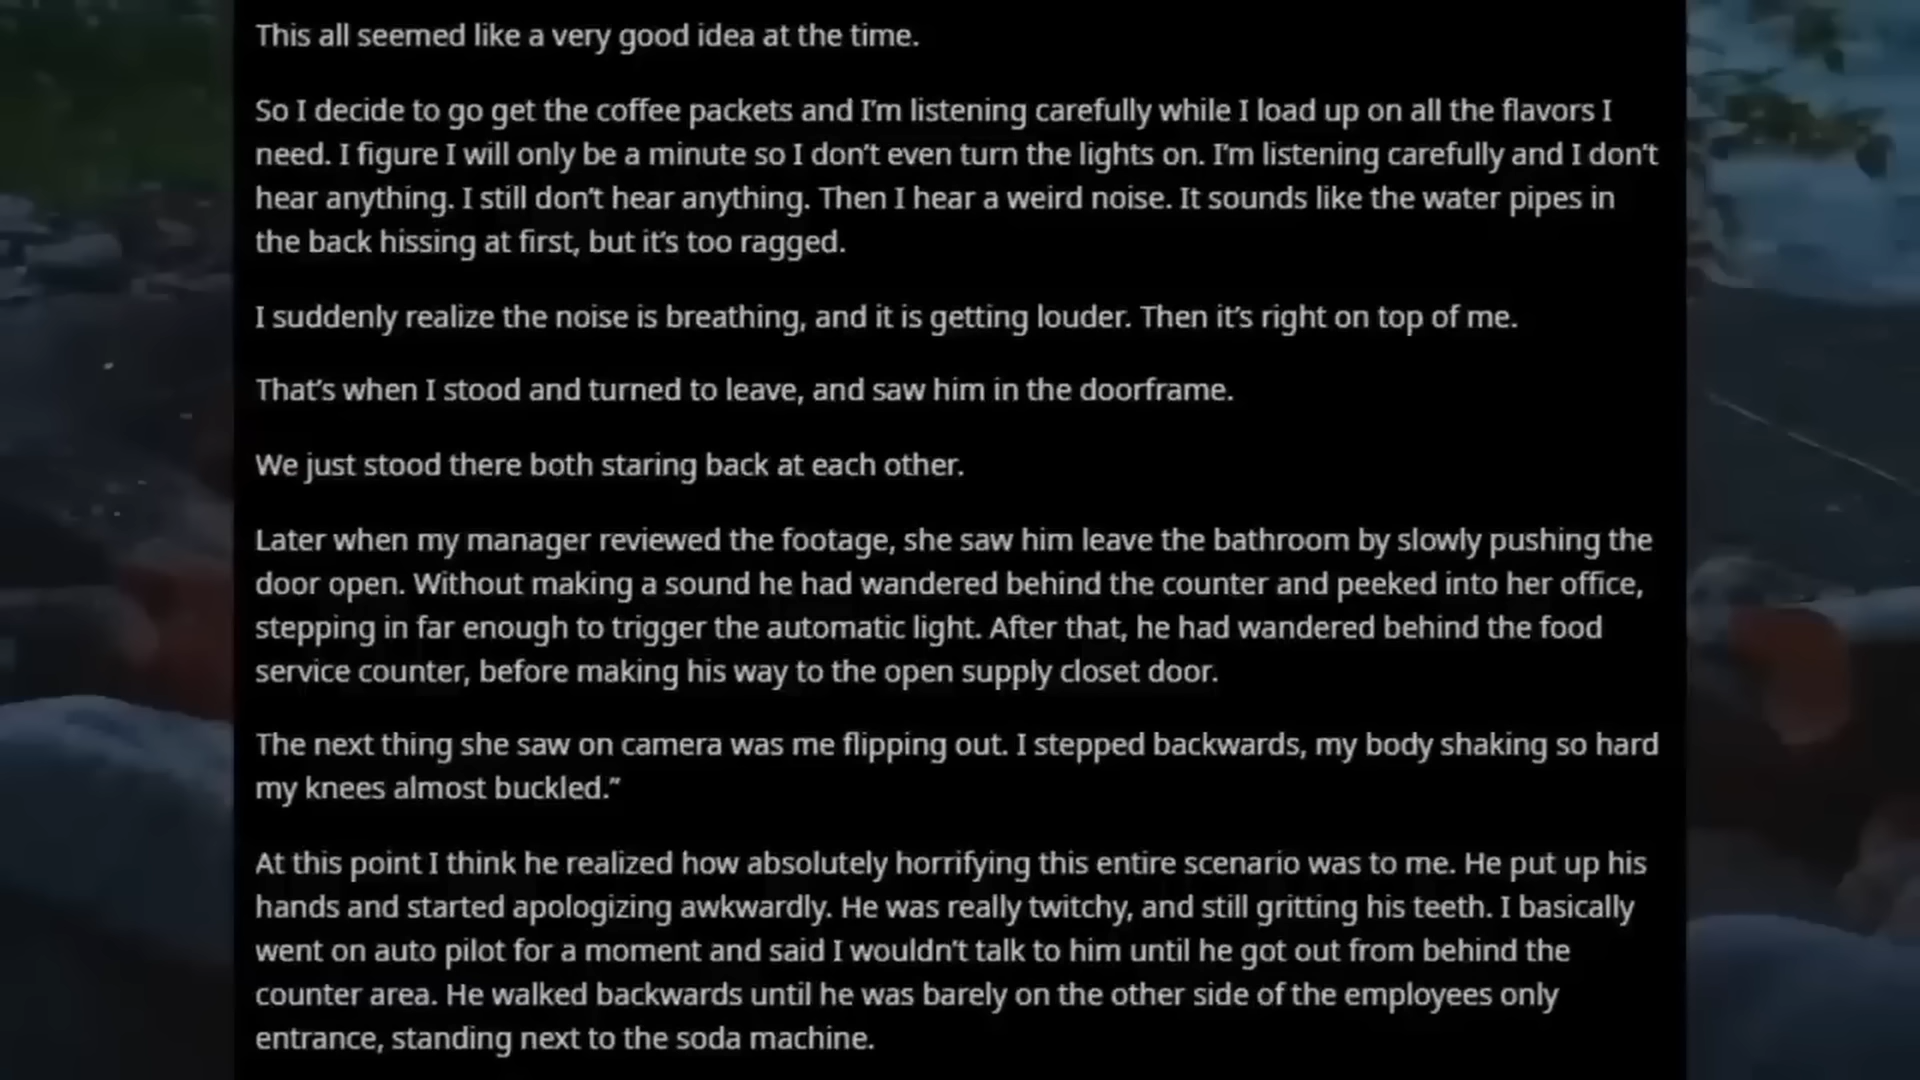 This all seemed like a very good idea at the time.
So I decide to go get the coffee packets and I'm listening carefully while I load up on all the flavors I
need. I figure I will only be a minute so I don't even turn the lights on. I'm listening carefully and I don't
hear anything. I still don't hear anything. Then I hear a weird noise. It sounds like the water pipes in
the back hissing at first, but it's too ragged.
I suddenly realize the noise is breathing, and it is getting louder. Then it's right on top of me.
That's when I stood and turned to leave, and saw him in the doorframe.
We just stood there both staring back at each other.
Later when my manager reviewed the footage, she saw him leave the bathroom by slowly pushing the
door open. Without making a sound he had wandered behind the counter and peeked into her office,
stepping in far enough to trigger the automatic light. After that, he had wandered behind the food
service counter, before making his way to the open supply closet door.
The next thing she saw on camera was me flipping out. I stepped backwards, my body shaking so hard
my knees almost buckled."
At this point I think he realized how absolutely horrifying this entire scenario was to me. He put up his
hands and started apologizing awkwardly. He was really twitchy, and still gritting his teeth. I basically
went on auto pilot for a moment and said I wouldn't talk to him until he got out from behind the
counter area. He walked backwards until he was barely on the other side of the employees only
entrance, standing next to the soda machine.